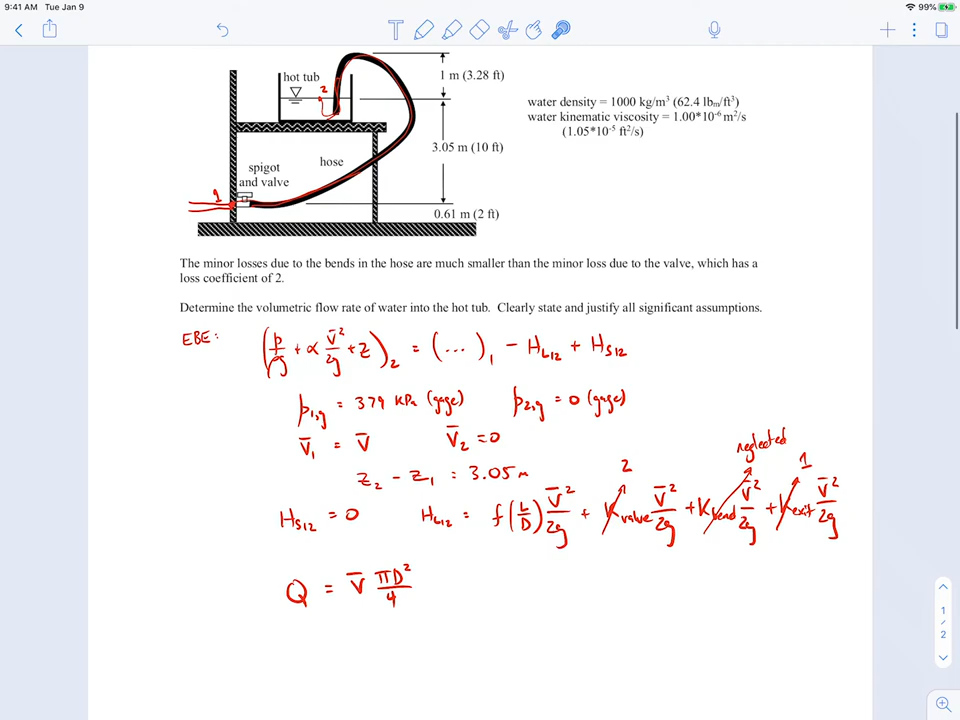 9:41 AM Tue Jan 9
99%
hot tub
2
1 m (3.28 ft)
water density = 1000 kg/m³ (62.4 lbₘ/ft³)
water kinematic viscosity = 1.00*10⁻⁶ m²/s
(1.05*10⁻⁵ ft²/s)
3.05 m (10 ft)
hose
spigot
and valve
1
0.61 m (2 ft)
The minor losses due to the bends in the hose are much smaller than the minor loss due to the valve, which has a
loss coefficient of 2.
Determine the volumetric flow rate of water into the hot tub. Clearly state and justify all significant assumptions.
EBE: (p/ρg + α V̄²/2g + z)₂ = (...)₁ - H_L12 + H_S12
p_1,g = 379 kPa (gage) p_2,g = 0 (gage)
V̄₁ = V̄ V̄₂ = 0
neglected
z₂ - z₁ = 3.05 m
2 1
H_S12 = 0 H_L12 = f (L/D) V̄²/2g + K_valve V̄²/2g + K_bend V̄²/2g + K_exit V̄²/2g
Q = V̄ πD²/4
1
/
2